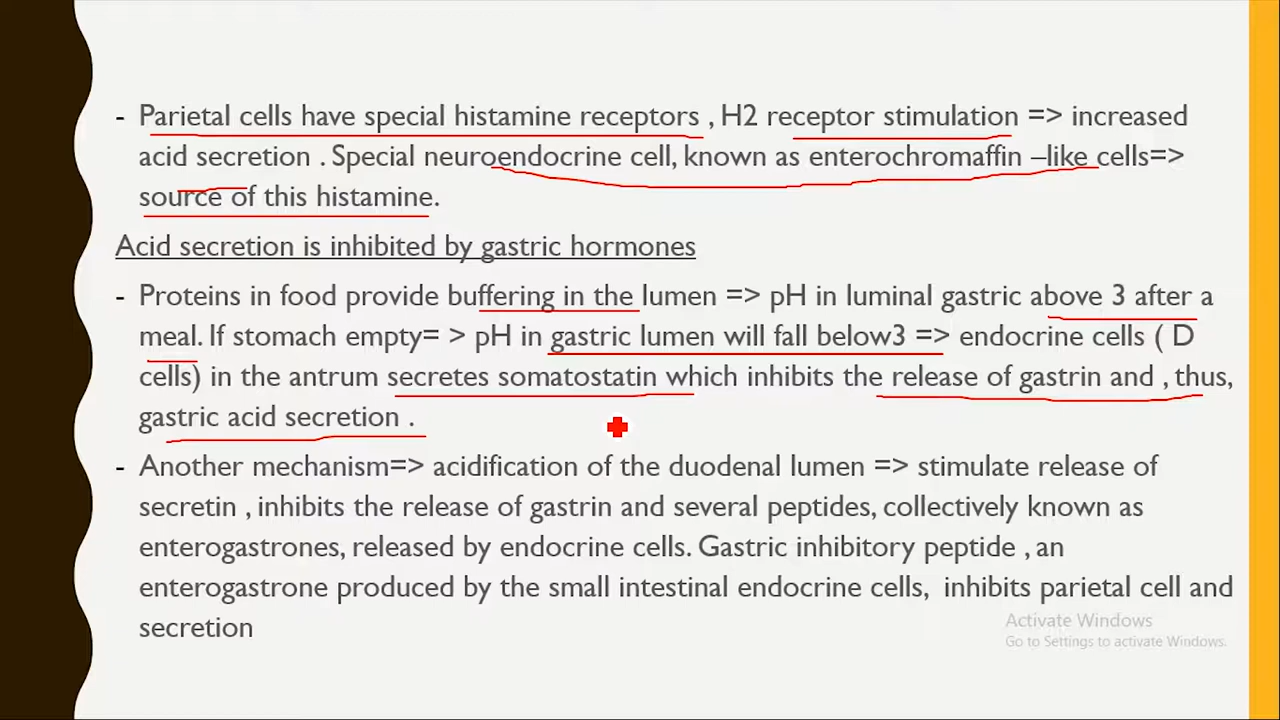 - Parietal cells have special histamine receptors , H2 receptor stimulation => increased
acid secretion . Special neuroendocrine cell, known as enterochromaffin –like cells=>
source of this histamine.
Acid secretion is inhibited by gastric hormones
- Proteins in food provide buffering in the lumen => pH in luminal gastric above 3 after a
meal. If stomach empty= > pH in gastric lumen will fall below3 => endocrine cells ( D
cells) in the antrum secretes somatostatin which inhibits the release of gastrin and , thus,
gastric acid secretion .
- Another mechanism=> acidification of the duodenal lumen => stimulate release of
secretin , inhibits the release of gastrin and several peptides, collectively known as
enterogastrones, released by endocrine cells. Gastric inhibitory peptide , an
enterogastrone produced by the small intestinal endocrine cells, inhibits parietal cell and
secretion
Activate Windows
Go to Settings to activate Windows.